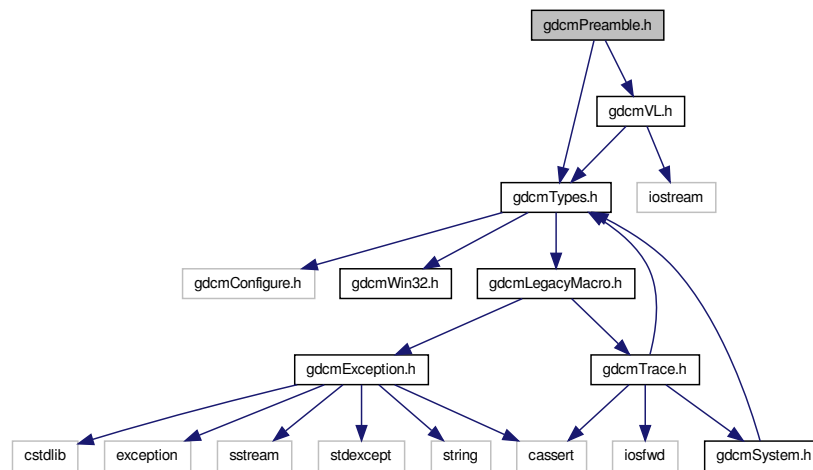 gdcmPreamble.h
gdcmVL.h
gdcmTypes.h
iostream
gdcmConfigure.h
gdcmWin32.h
gdcmLegacyMacro.h
gdcmException.h
gdcmTrace.h
cstdlib
exception
sstream
stdexcept
string
cassert
iosfwd
gdcmSystem.h